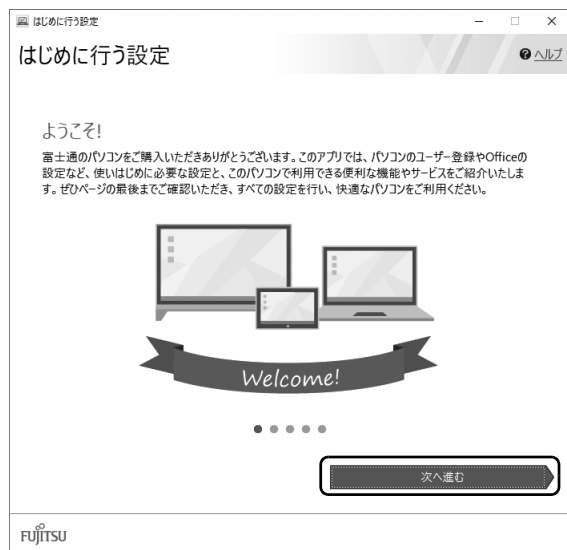 はじめに行う設定
はじめに行う設定
ヘルプ
ようこそ!
富士通のパソコンをご購入いただきありがとうございます。このアプリでは、パソコンのユーザー登録やOfficeの
設定など、使いはじめに必要な設定と、このパソコンで利用できる便利な機能やサービスをご紹介いたしま
す。ぜひページの最後までご確認いただき、すべての設定を行い、快適なパソコンをご利用ください。
Welcome!
次へ進む
FUJITSU